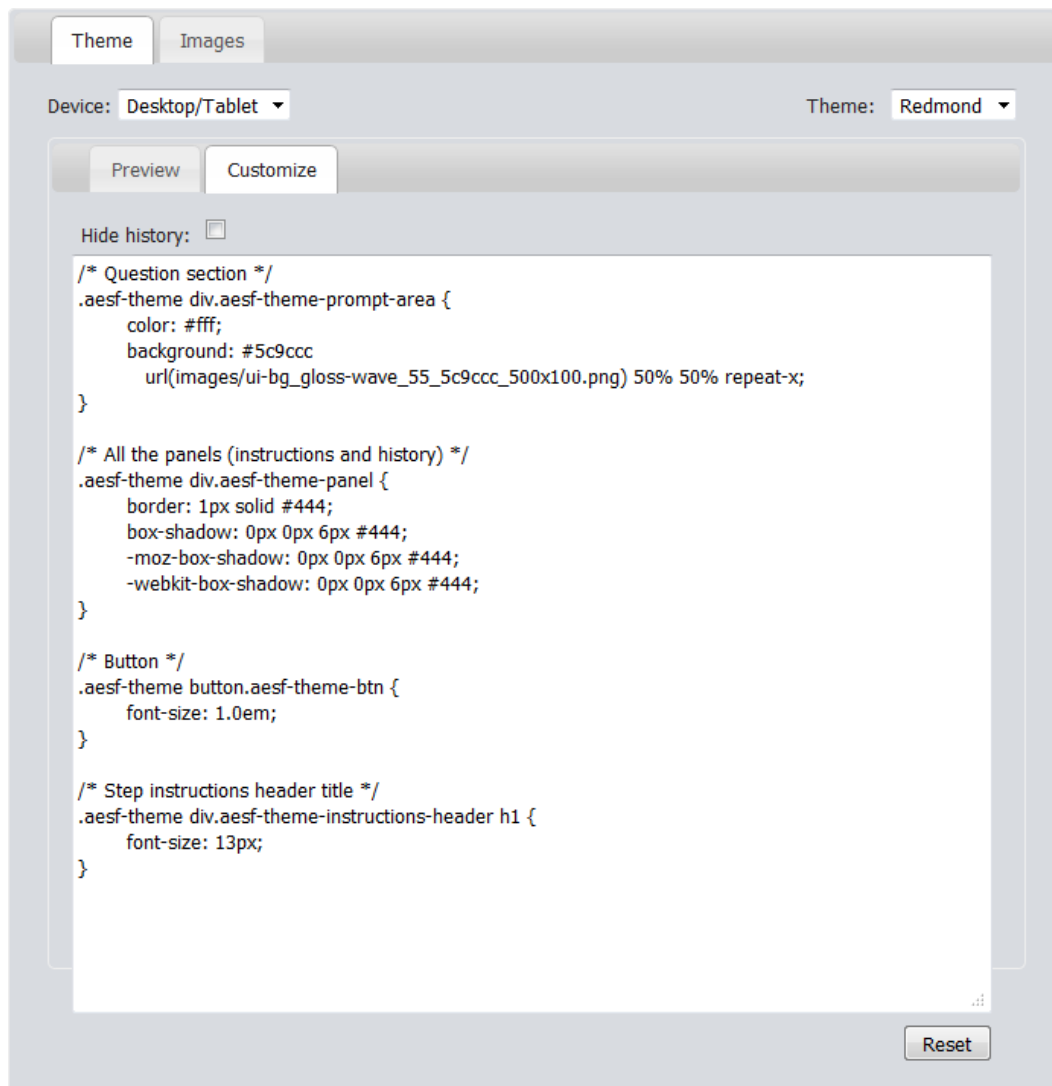 Theme Images
Device: Desktop/Tablet Theme: Redmond
Preview Customize
Hide history:
/* Question section */
.aesf-theme div.aesf-theme-prompt-area {
color: #fff;
background: #5c9ccc
url(images/ui-bg_gloss-wave_55_5c9ccc_500x100.png) 50% 50% repeat-x;
}
/* All the panels (instructions and history) */
.aesf-theme div.aesf-theme-panel {
border: 1px solid #444;
box-shadow: 0px 0px 6px #444;
-moz-box-shadow: 0px 0px 6px #444;
-webkit-box-shadow: 0px 0px 6px #444;
}
/* Button */
.aesf-theme button.aesf-theme-btn {
font-size: 1.0em;
}
/* Step instructions header title */
.aesf-theme div.aesf-theme-instructions-header h1 {
font-size: 13px;
}
Reset